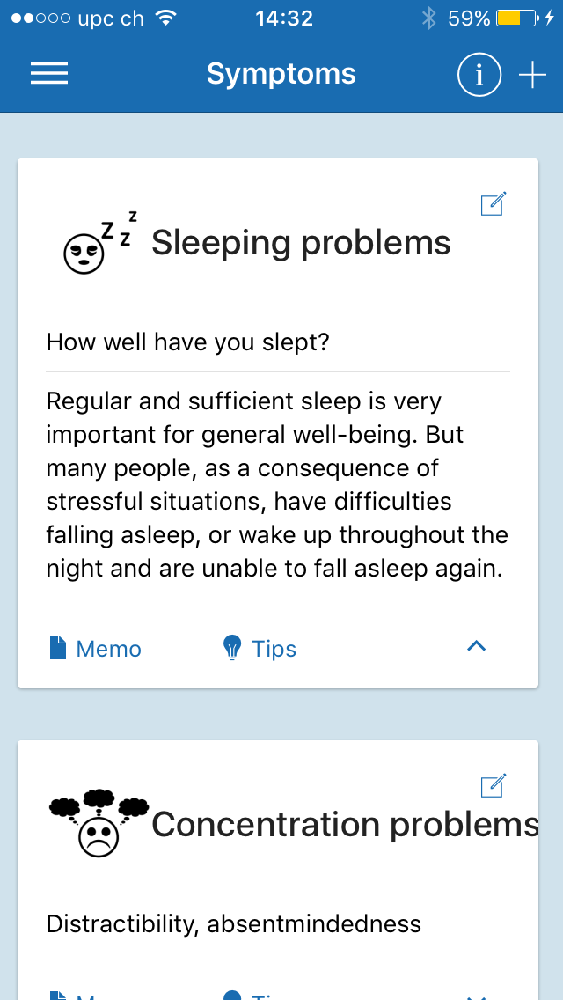 upc ch 14:32 59%
Symptoms
i
z
z z
Sleeping problems
How well have you slept?
Regular and sufficient sleep is very
important for general well-being. But
many people, as a consequence of
stressful situations, have difficulties
falling asleep, or wake up throughout the
night and are unable to fall asleep again.
Memo Tips
Concentration problems
Distractibility, absentmindedness